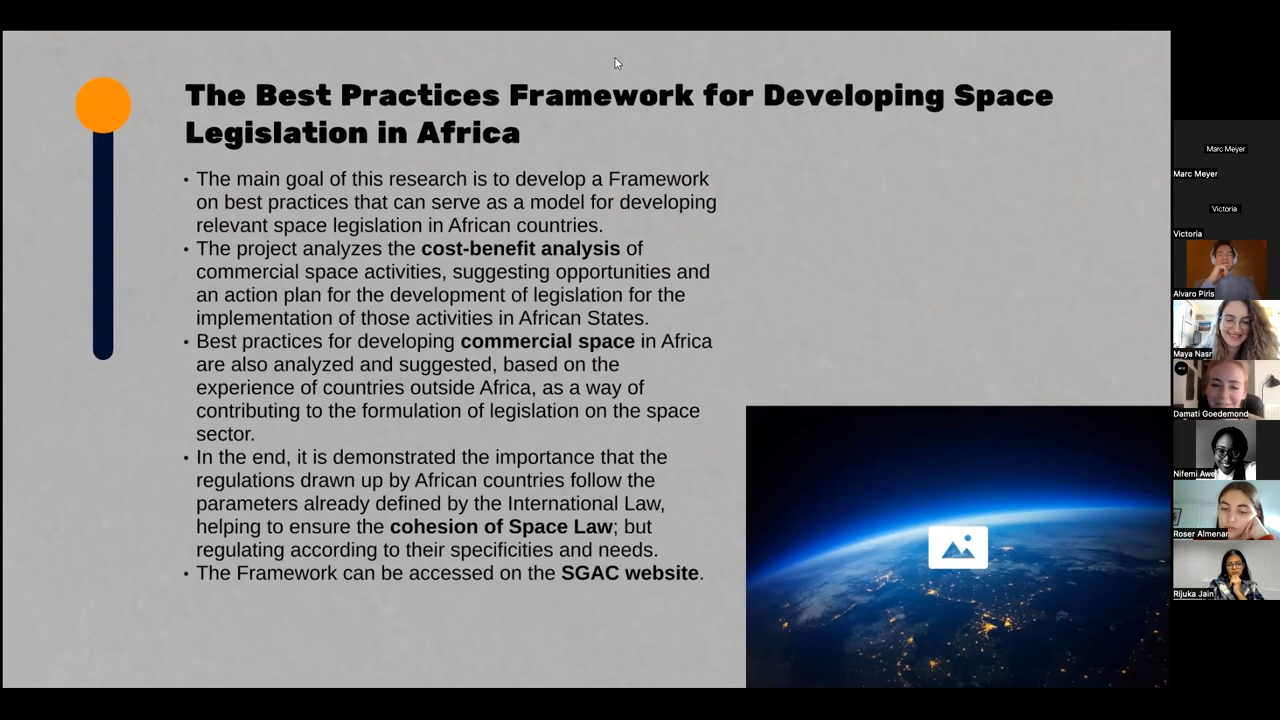 The Best Practices Framework for Developing Space
Legislation in Africa
• The main goal of this research is to develop a Framework
on best practices that can serve as a model for developing
relevant space legislation in African countries.
• The project analyzes the cost-benefit analysis of
commercial space activities, suggesting opportunities and
an action plan for the development of legislation for the
implementation of those activities in African States.
• Best practices for developing commercial space in Africa
are also analyzed and suggested, based on the
experience of countries outside Africa, as a way of
contributing to the formulation of legislation on the space
sector.
• In the end, it is demonstrated the importance that the
regulations drawn up by African countries follow the
parameters already defined by the International Law,
helping to ensure the cohesion of Space Law; but
regulating according to their specificities and needs.
• The Framework can be accessed on the SGAC website.
Marc Meyer
Marc Meyer
Victoria
Victoria
Alvaro Piris
Maya Nasr
Damati Goedemond
Nifemi Awe
Roser Almenar
Rijuka Jain